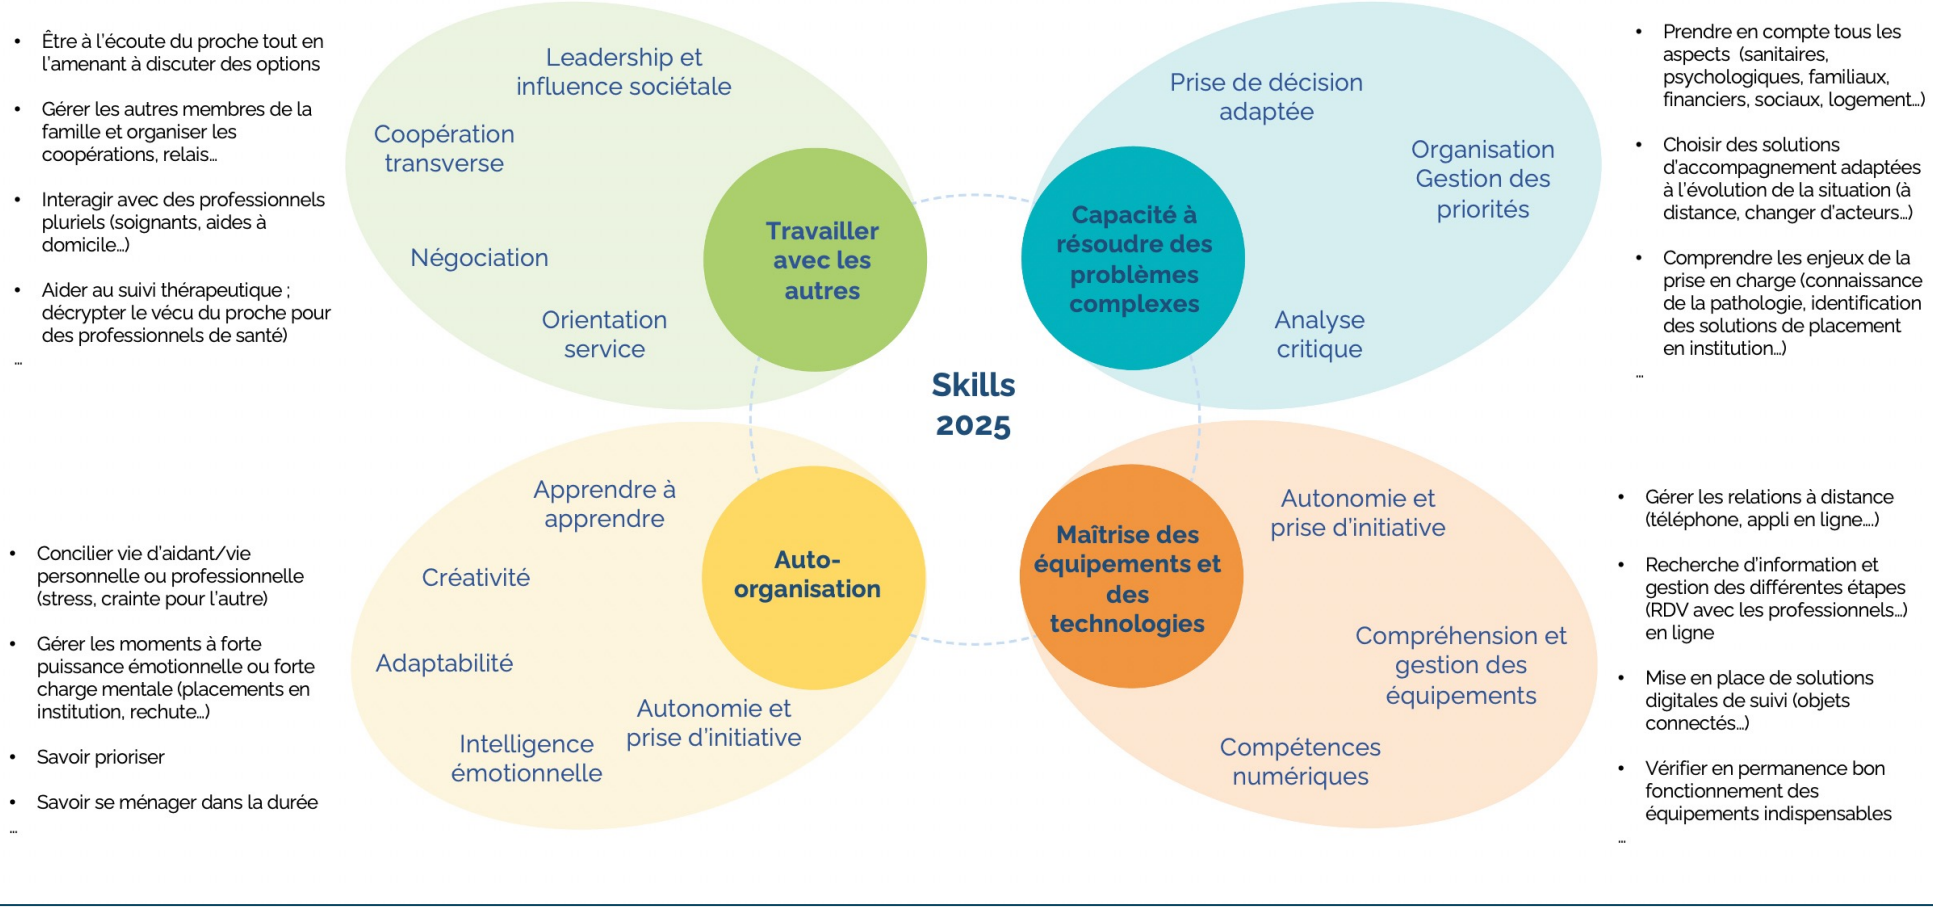 • Être à l'écoute du proche tout en
l'amenant à discuter des options
• Gérer les autres membres de la
famille et organiser les
coopérations, relais…
• Interagir avec des professionnels
pluriels (soignants, aides à
domicile…)
• Aider au suivi thérapeutique ;
décrypter le vécu du proche pour
des professionnels de santé)
…
Leadership et
influence sociétale
Coopération
transverse
Négociation
Orientation
service
Travailler
avec les
autres
Prise de décision
adaptée
Organisation
Gestion des
priorités
Analyse
critique
Capacité à
résoudre des
problèmes
complexes
• Prendre en compte tous les
aspects (sanitaires,
psychologiques, familiaux,
financiers, sociaux, logement…)
• Choisir des solutions
d'accompagnement adaptées
à l'évolution de la situation (à
distance, changer d'acteurs…)
• Comprendre les enjeux de la
prise en charge (connaissance
de la pathologie, identification
des solutions de placement
en institution…)
…
Skills
2025
• Concilier vie d'aidant/vie
personnelle ou professionnelle
(stress, crainte pour l'autre)
• Gérer les moments à forte
puissance émotionnelle ou forte
charge mentale (placements en
institution, rechute…)
• Savoir prioriser
• Savoir se ménager dans la durée
…
Apprendre à
apprendre
Créativité
Adaptabilité
Intelligence
émotionnelle
Autonomie et
prise d'initiative
Auto-
organisation
Maîtrise des
équipements et
des
technologies
Autonomie et
prise d'initiative
Compréhension et
gestion des
équipements
Compétences
numériques
• Gérer les relations à distance
(téléphone, appli en ligne….)
• Recherche d'information et
gestion des différentes étapes
(RDV avec les professionnels…)
en ligne
• Mise en place de solutions
digitales de suivi (objets
connectés…)
• Vérifier en permanence bon
fonctionnement des
équipements indispensables
…